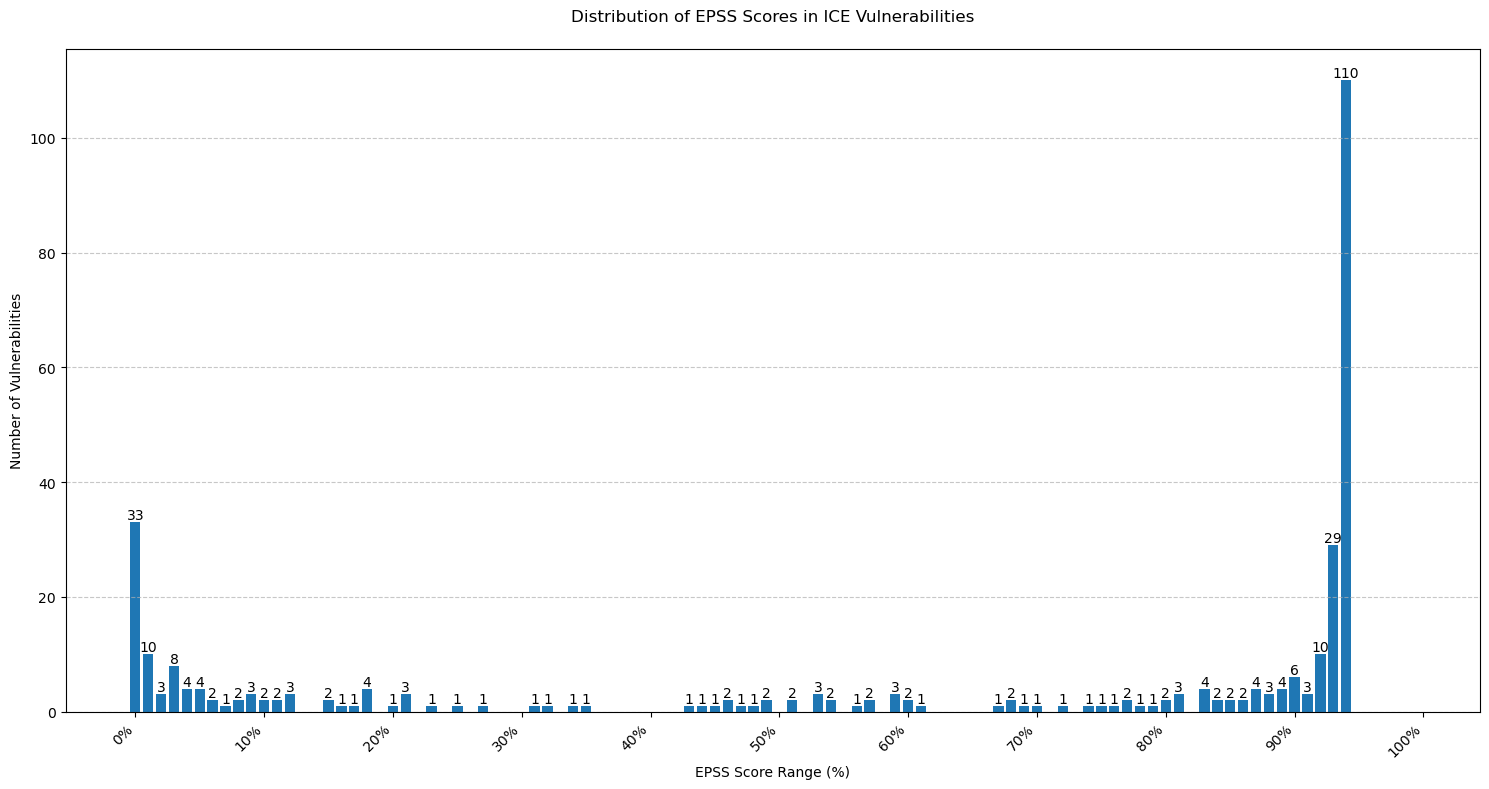 Distribution of EPSS Scores in ICE Vulnerabilities
110
100
80
60
40
20
0
Number of Vulnerabilities
33 10 3 8 4 4 2 1 2 3 2 2 3 2 1 1 4 1 3 1 1 1 1 1 1 1 1 1 1 2 1 1 2 2 3 2 1 2 3 2 1 1 2 1 1 1 1 1 1 2 1 1 2 3 4 2 2 2 4 3 4 6 3 10 29
0% 10% 20% 30% 40% 50% 60% 70% 80% 90% 100%
EPSS Score Range (%)